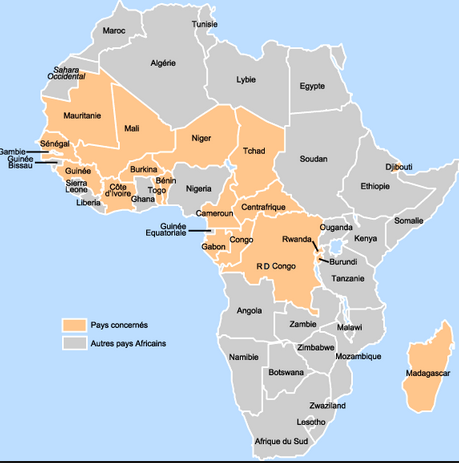 Tunisie
Maroc
Algérie
Sahara
Occidental
Lybie
Egypte
Mauritanie
Mali
Niger
Tchad
Soudan
Djibouti
Ethiopie
Somalie
Sénégal
Gambie
Guinée
Bissau
Guinée
Sierra
Leone
Liberia
Côte
d'Ivoire
Burkina
Ghana
Togo
Bénin
Nigeria
Cameroun
Centrafrique
Guinée
Equatoriale
Gabon
Congo
R D Congo
Rwanda
Burundi
Ouganda
Kenya
Tanzanie
Angola
Zambie
Malawi
Mozambique
Zimbabwe
Namibie
Botswana
Zwaziland
Lesotho
Afrique du Sud
Madagascar
Pays concernés
Autres pays Africains